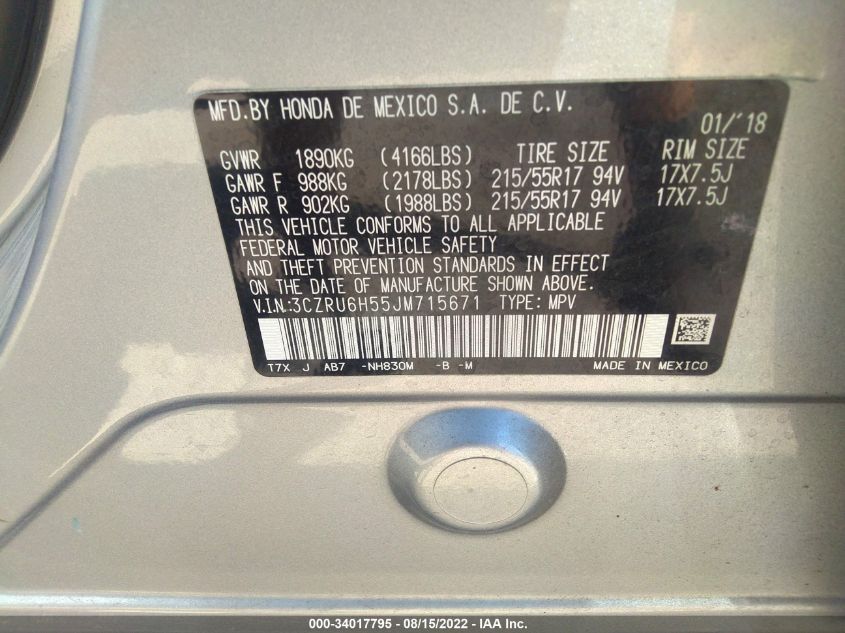 MFD.BY HONDA DE MEXICO S.A. DE C.V.
01/'18
GVWR 1890KG (4166LBS) TIRE SIZE RIM SIZE
GAWR F 988KG (2178LBS) 215/55R17 94V 17X7.5J
GAWR R 902KG (1988LBS) 215/55R17 94V 17X7.5J
THIS VEHICLE CONFORMS TO ALL APPLICABLE
FEDERAL MOTOR VEHICLE SAFETY
AND THEFT PREVENTION STANDARDS IN EFFECT
ON THE DATE OF MANUFACTURE SHOWN ABOVE.
V.I.N.:3CZRU6H55JM715671 TYPE: MPV
T7X J AB7 -NH830M -B -M MADE IN MEXICO
000-34017795 - 08/15/2022 - IAA Inc.